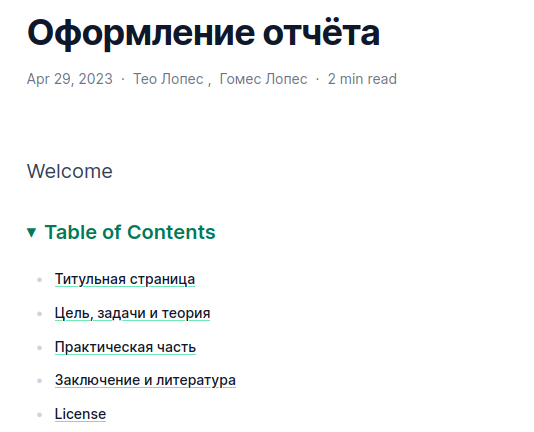 Оформление отчёта
Apr 29, 2023 · Тео Лопес , Гомес Лопес · 2 min read
Welcome
▼ Table of Contents
Титульная страница
Цель, задачи и теория
Практическая часть
Заключение и литература
License